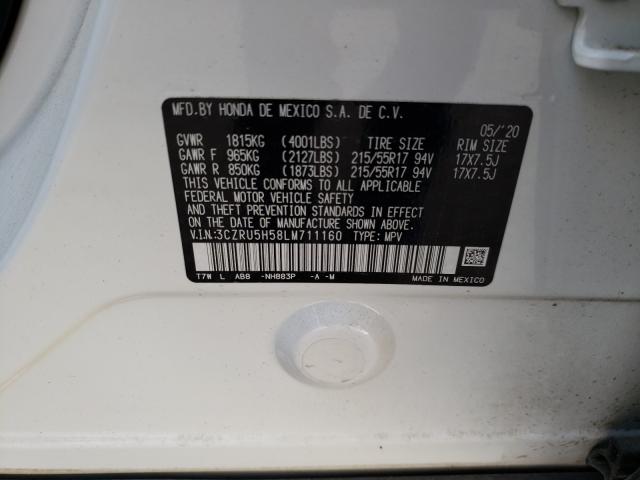 MFD.BY HONDA DE MEXICO S.A. DE C.V.
05/'20
GVWR 1815KG (4001LBS) TIRE SIZE RIM SIZE
GAWR F 965KG (2127LBS) 215/55R17 94V 17X7.5J
GAWR R 850KG (1873LBS) 215/55R17 94V 17X7.5J
THIS VEHICLE CONFORMS TO ALL APPLICABLE
FEDERAL MOTOR VEHICLE SAFETY
AND THEFT PREVENTION STANDARDS IN EFFECT
ON THE DATE OF MANUFACTURE SHOWN ABOVE.
V.I.N:3CZRU5H58LM711160 TYPE: MPV
T7W L AB8 -NH883P -A -M MADE IN MEXICO